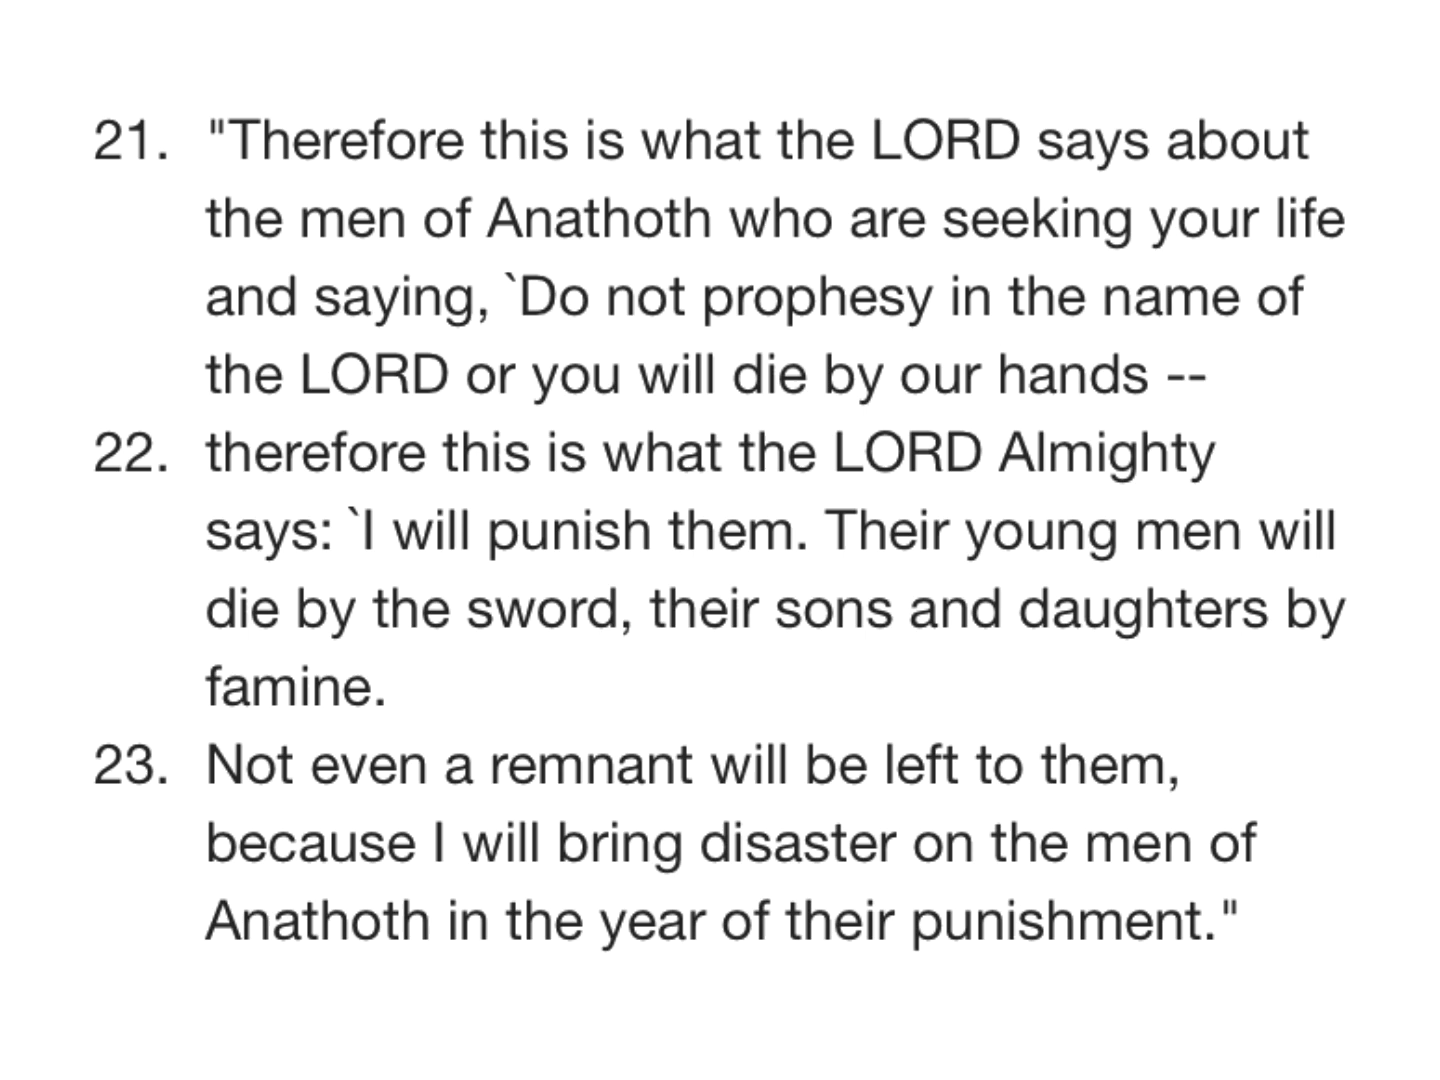 21. "Therefore this is what the LORD says about
the men of Anathoth who are seeking your life
and saying, `Do not prophesy in the name of
the LORD or you will die by our hands --
22. therefore this is what the LORD Almighty
says: `I will punish them. Their young men will
die by the sword, their sons and daughters by
famine.
23. Not even a remnant will be left to them,
because I will bring disaster on the men of
Anathoth in the year of their punishment."